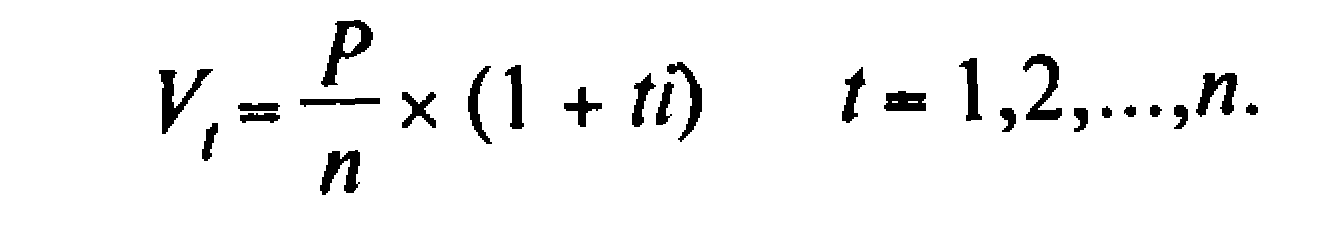 V_t = P/n × (1 + ti) t = 1,2,...,n.